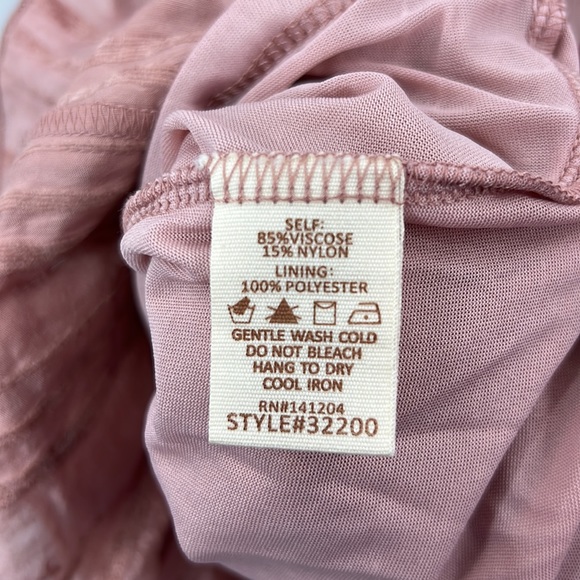 SELF:
85%VISCOSE
15% NYLON
LINING:
100% POLYESTER
GENTLE WASH COLD
DO NOT BLEACH
HANG TO DRY
COOL IRON
RN#141204
STYLE#32200